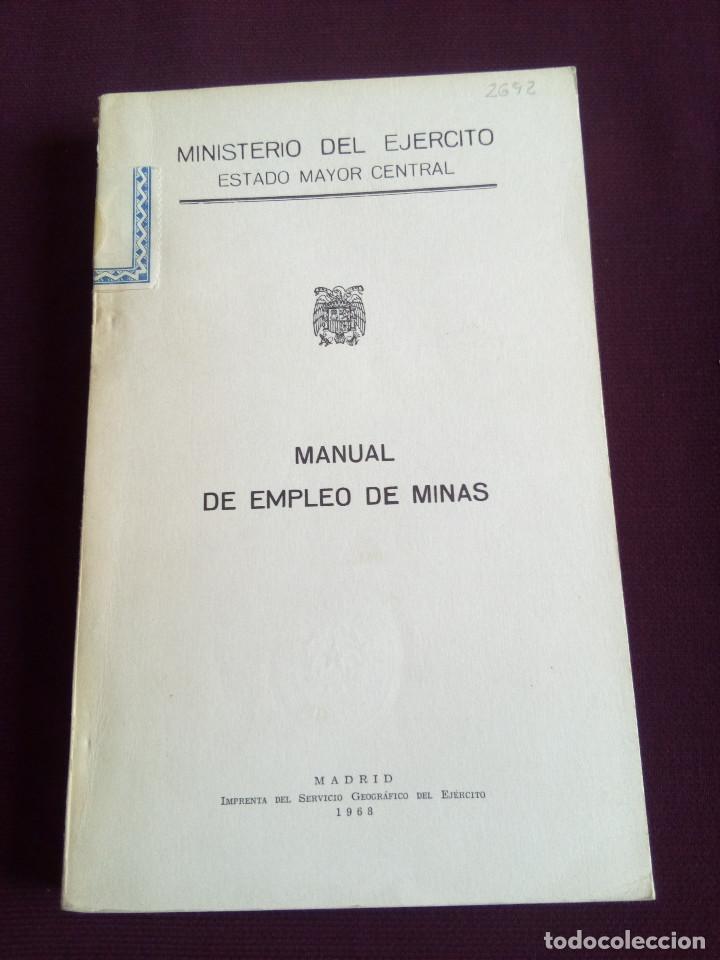 2692
MINISTERIO DEL EJERCITO
ESTADO MAYOR CENTRAL
MANUAL
DE EMPLEO DE MINAS
MADRID
IMPRENTA DEL SERVICIO GEOGRÁFICO DEL EJÉRCITO
1968
todocoleccion